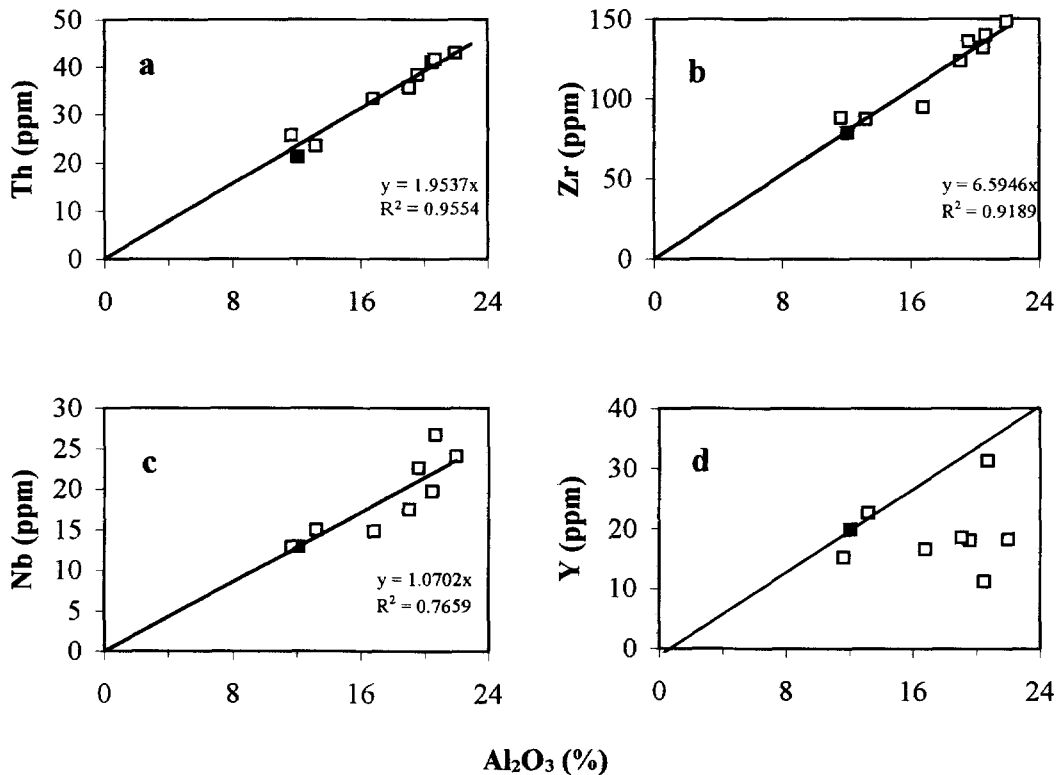 50
40
30
20
10
0
Th (ppm)
a
y = 1.9537x
R² = 0.9554
0 8 16 24
150
100
50
0
Zr (ppm)
b
y = 6.5946x
R² = 0.9189
0 8 16 24
30
25
20
15
10
5
0
Nb (ppm)
c
y = 1.0702x
R² = 0.7659
0 8 16 24
40
30
20
10
0
Y (ppm)
d
0 8 16 24
Al₂O₃ (%)